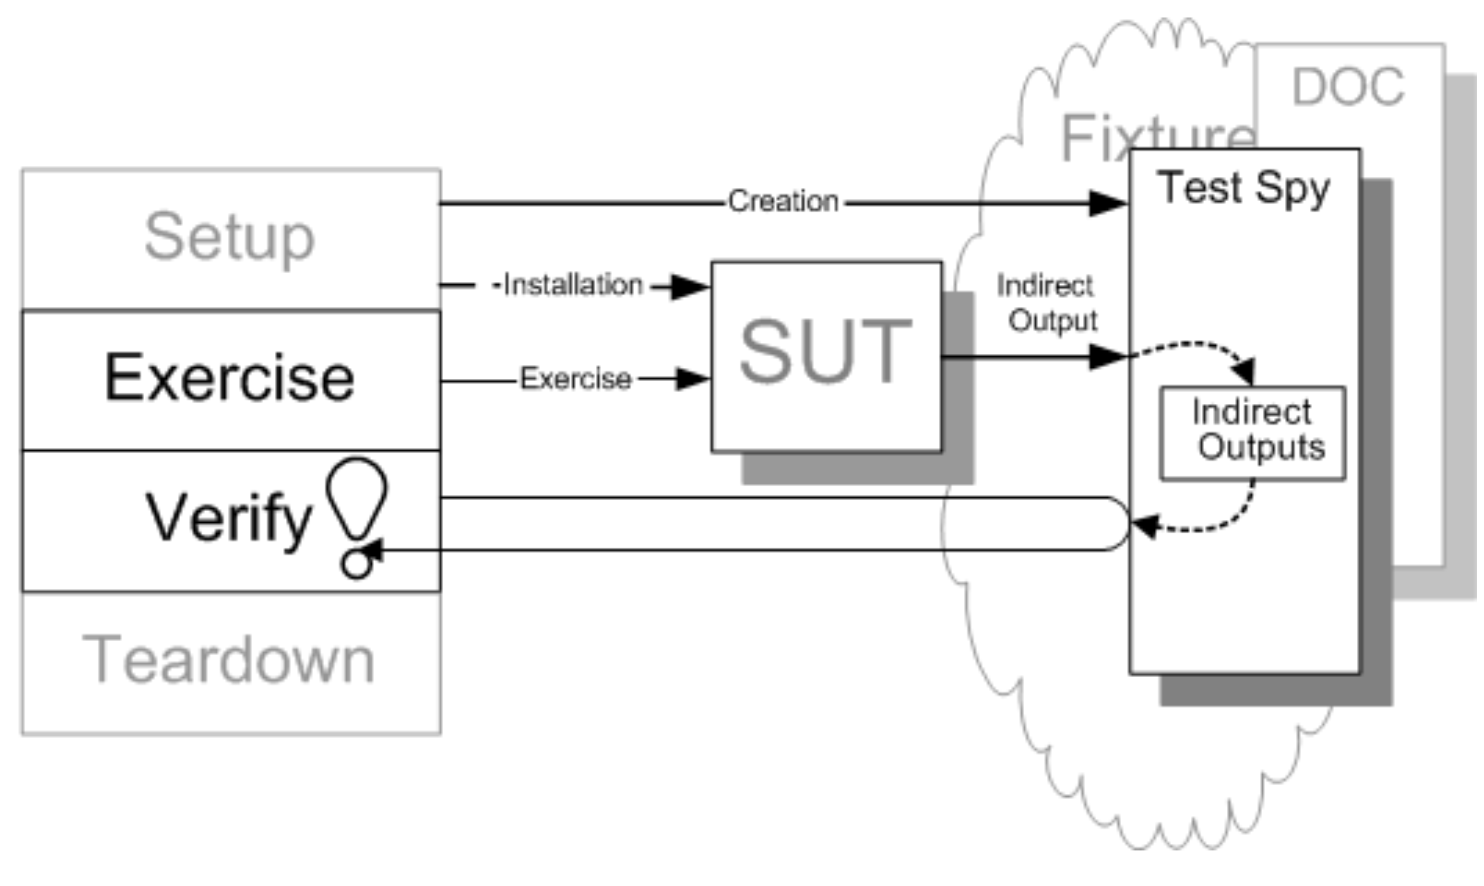 DOC
Fixture
Test Spy
Setup
Creation
Installation
Indirect
Output
SUT
Exercise
Exercise
Indirect
Outputs
Verify
Teardown